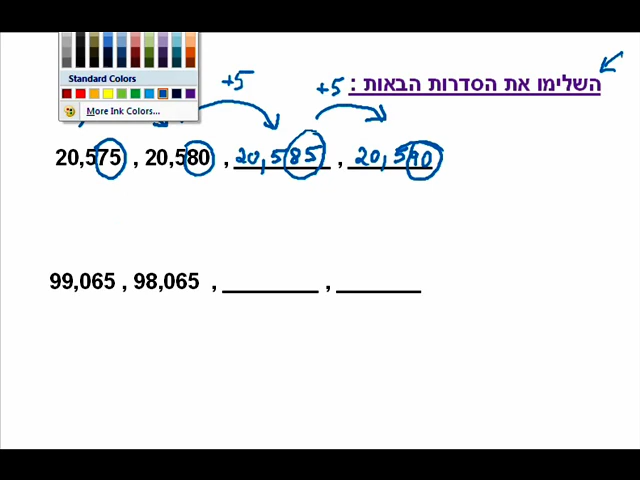 Standard Colors
More Ink Colors...
+5 +5
השלימו את הסדרות הבאות :
20,575 , 20,580 , 20,585 , 20,590
99,065 , 98,065 , ________ , _______